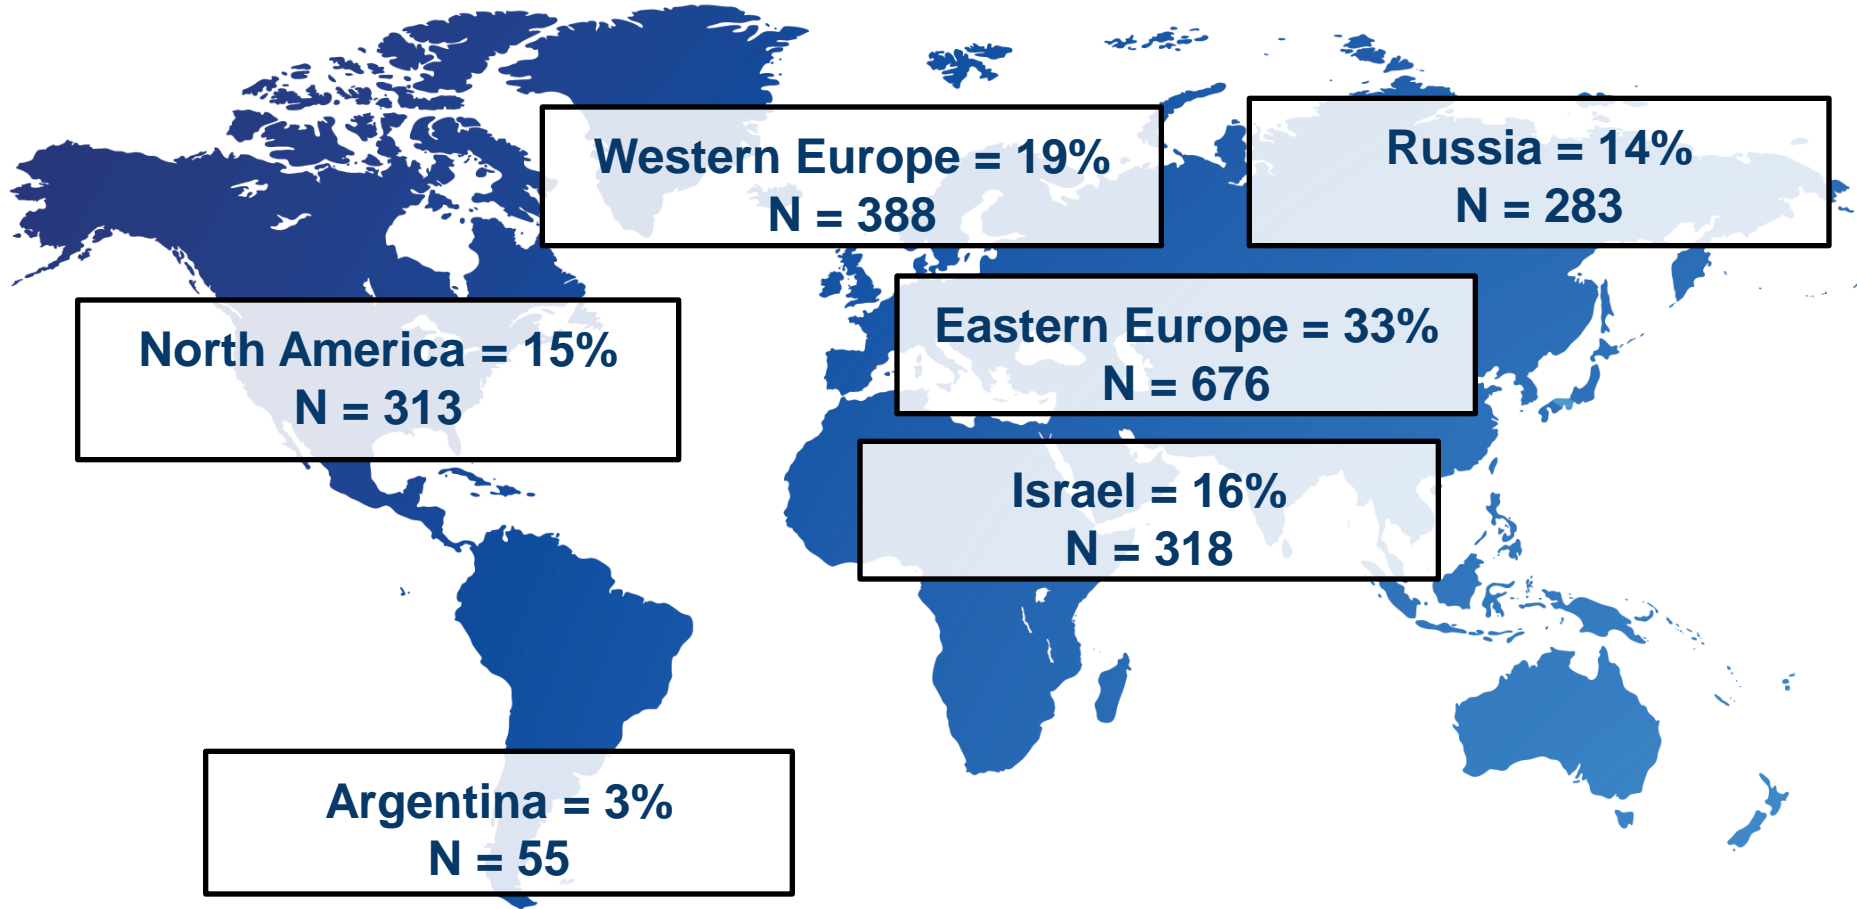 Western Europe = 19%
N = 388
Russia = 14%
N = 283
North America = 15%
N = 313
Eastern Europe = 33%
N = 676
Israel = 16%
N = 318
Argentina = 3%
N = 55